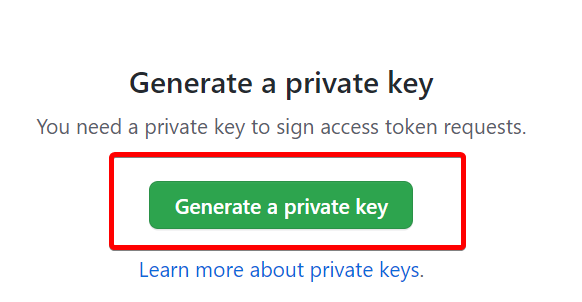 Generate a private key
You need a private key to sign access token requests.
Generate a private key
Learn more about private keys.